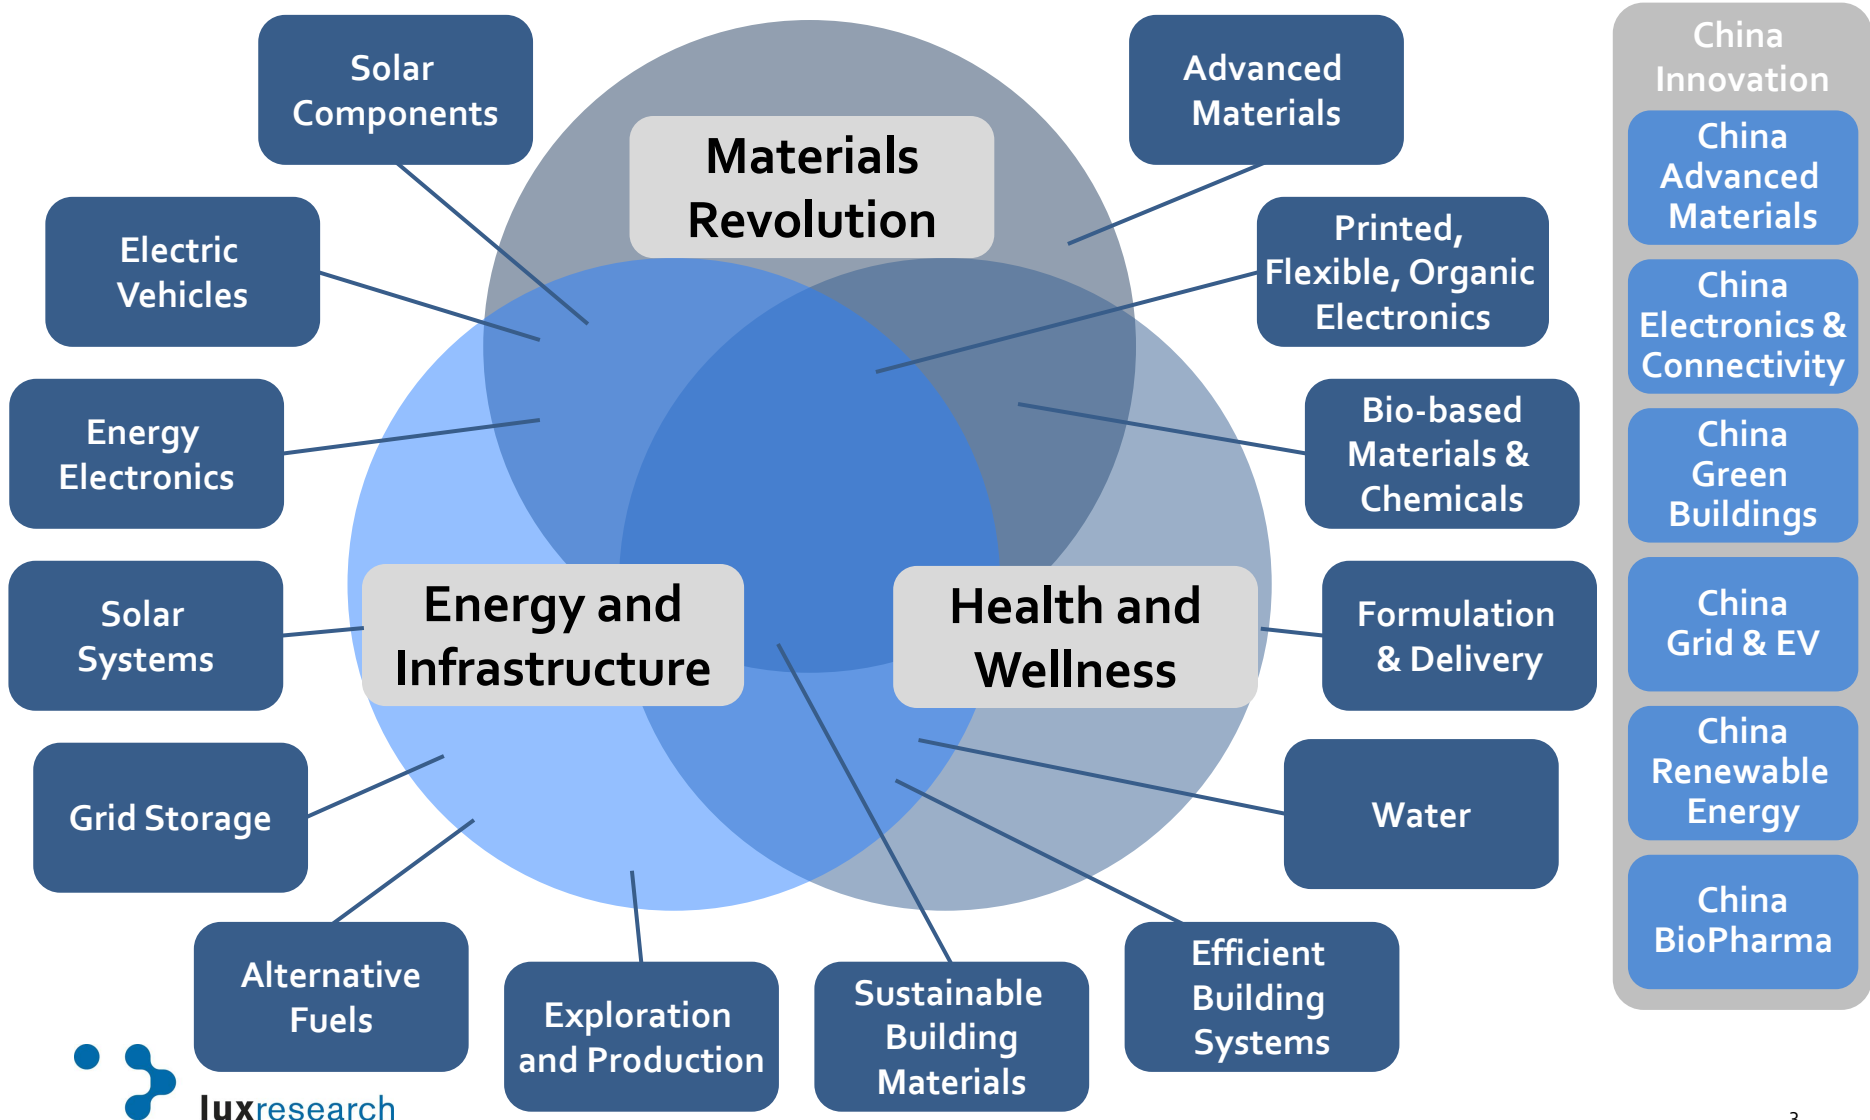 Solar
Components
Advanced
Materials
Materials
Revolution
Electric
Vehicles
Printed,
Flexible, Organic
Electronics
Energy
Electronics
Bio-based
Materials &
Chemicals
Solar
Systems
Energy and
Infrastructure
Health and
Wellness
Formulation
& Delivery
Grid Storage
Water
Alternative
Fuels
Exploration
and Production
Sustainable
Building
Materials
Efficient
Building
Systems
China
Innovation
China
Advanced
Materials
China
Electronics &
Connectivity
China
Green
Buildings
China
Grid & EV
China
Renewable
Energy
China
BioPharma
luxresearch
3